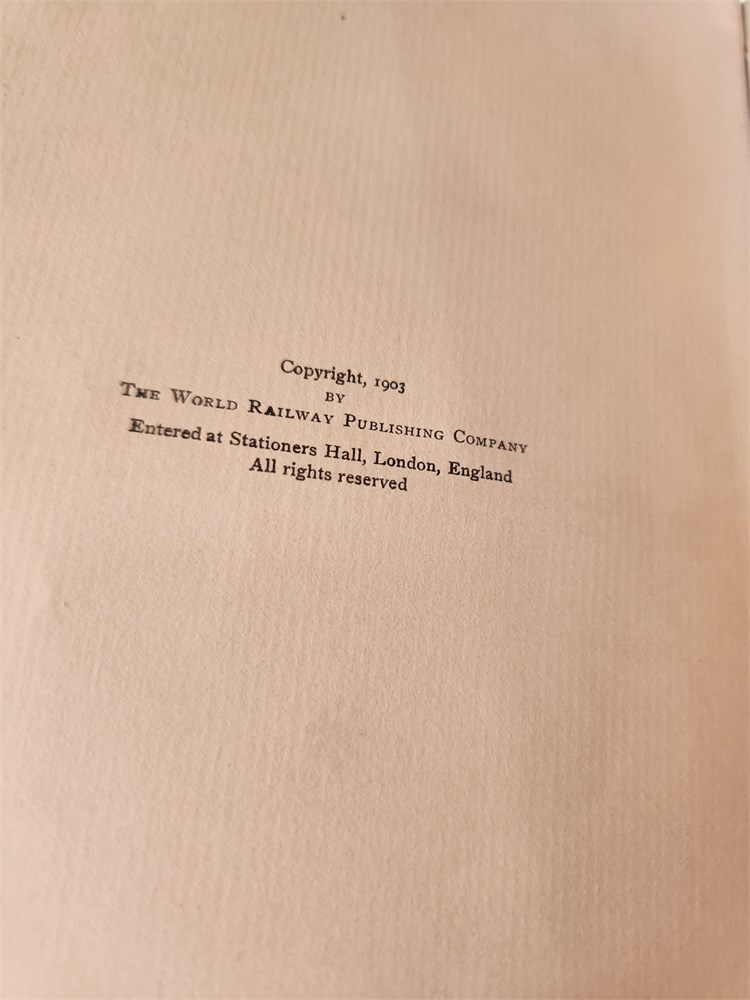 Copyright, 1903
BY
THE WORLD RAILWAY PUBLISHING COMPANY
Entered at Stationers Hall, London, England
All rights reserved